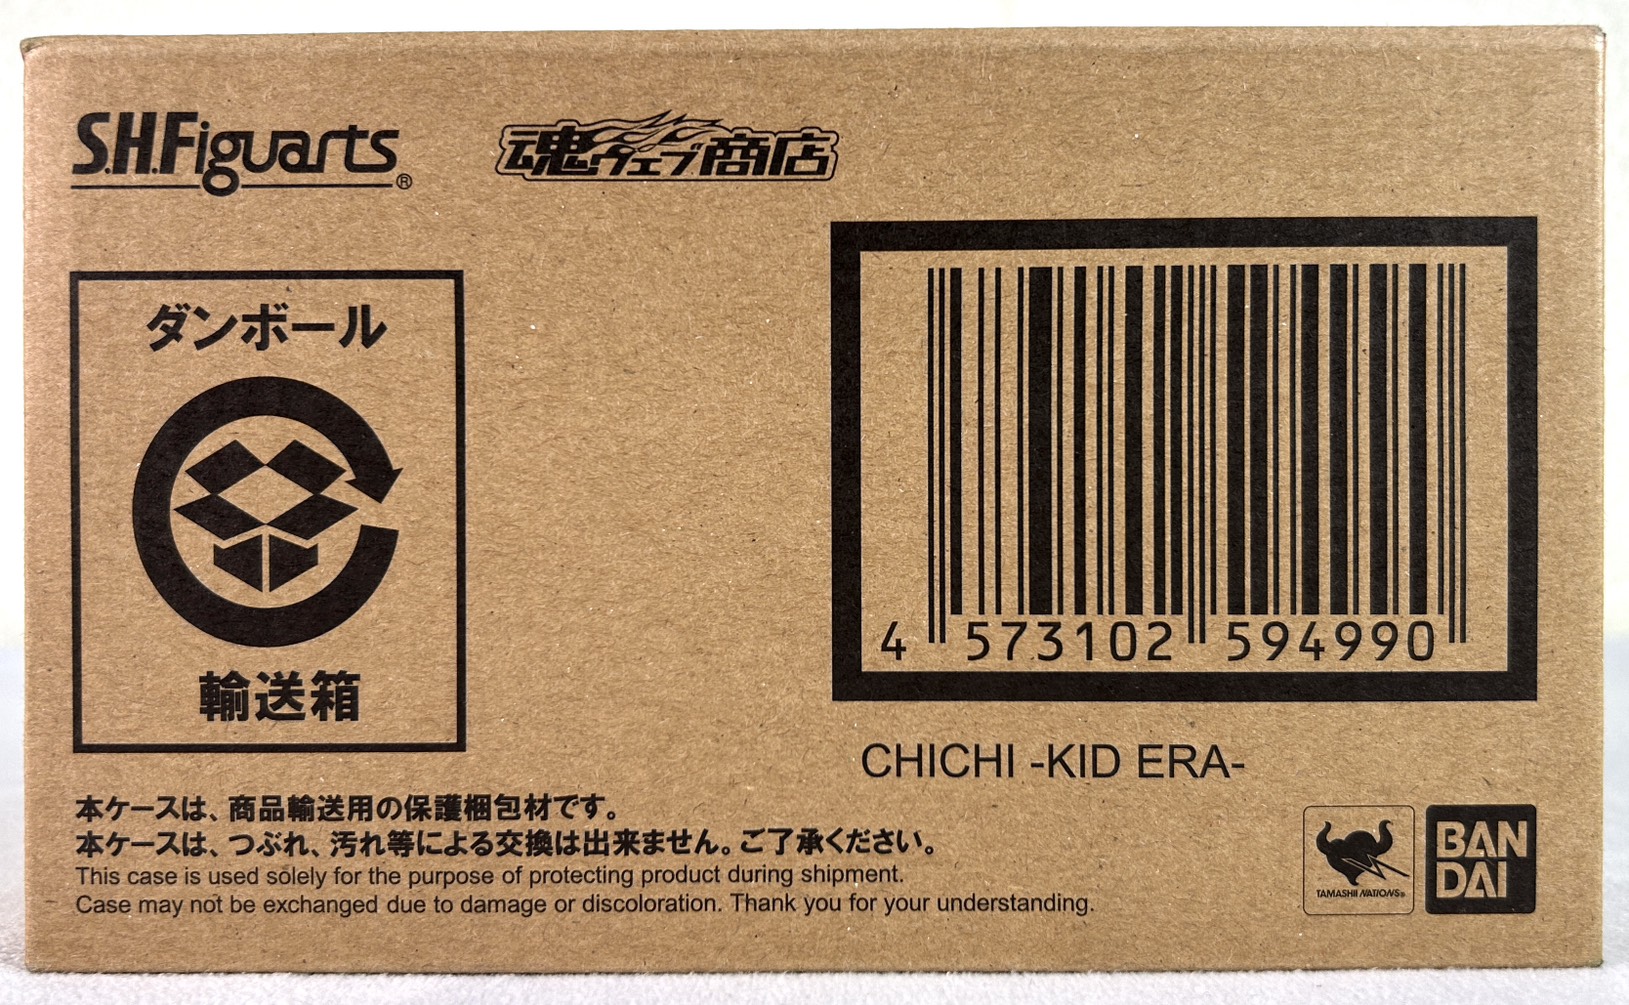 S.H.Figuarts®
魂ウェブ商店
ダンボール
輸送箱
4 573102 594990
CHICHI -KID ERA-
本ケースは、商品輸送用の保護梱包材です。
本ケースは、つぶれ、汚れ等による交換は出来ません。ご了承ください。
This case is used solely for the purpose of protecting product during shipment.
Case may not be exchanged due to damage or discoloration. Thank you for your understanding.
TAMASHII NATIONS®
BAN
DAI